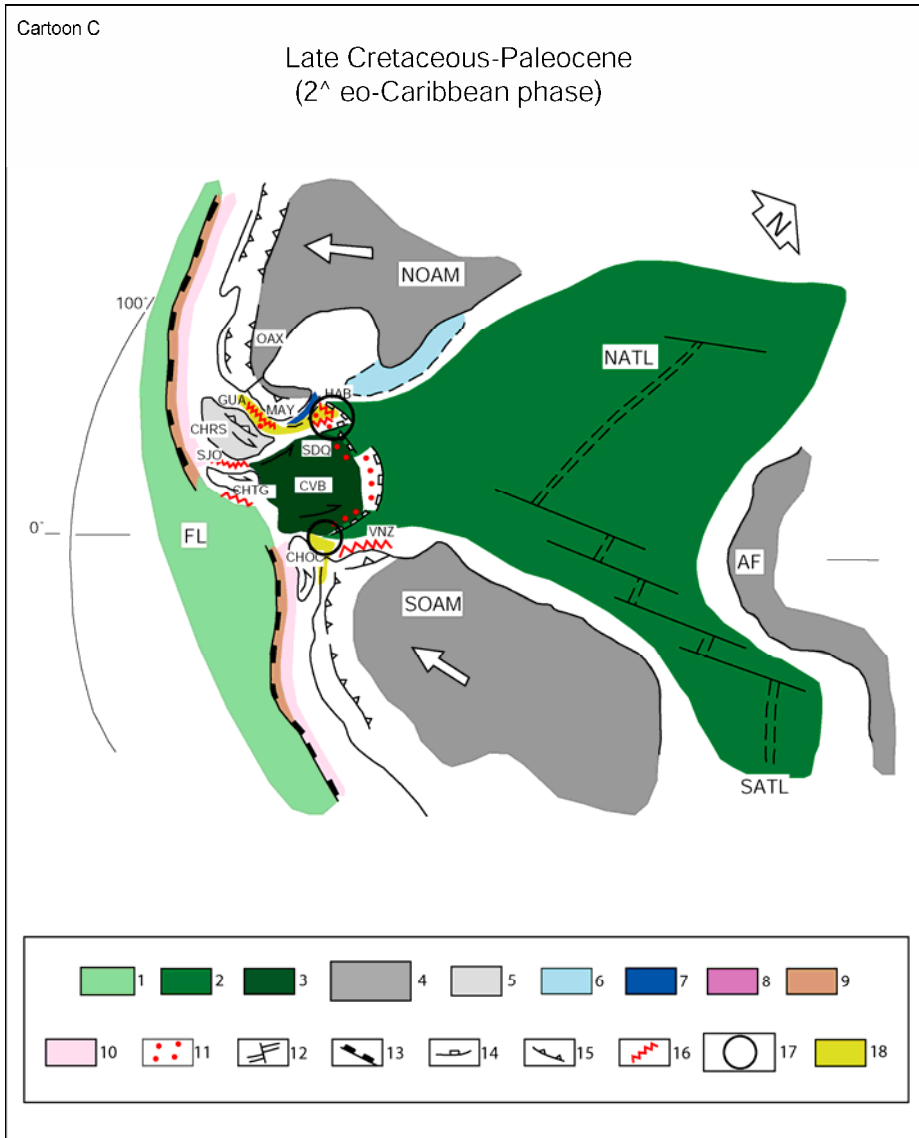 Cartoon C
Late Cretaceous-Paleocene
(2^ eo-Caribbean phase)
N
NOAM
100°
OAX
NATL
HAB
GUA
MAY
CHRS
SDQ
SJO
CHTG
CVB
0°
FL
VNZ
CHOC
AF
SOAM
SATL
1
2
3
4
5
6
7
8
9
10
11
12
13
14
15
16
17
18